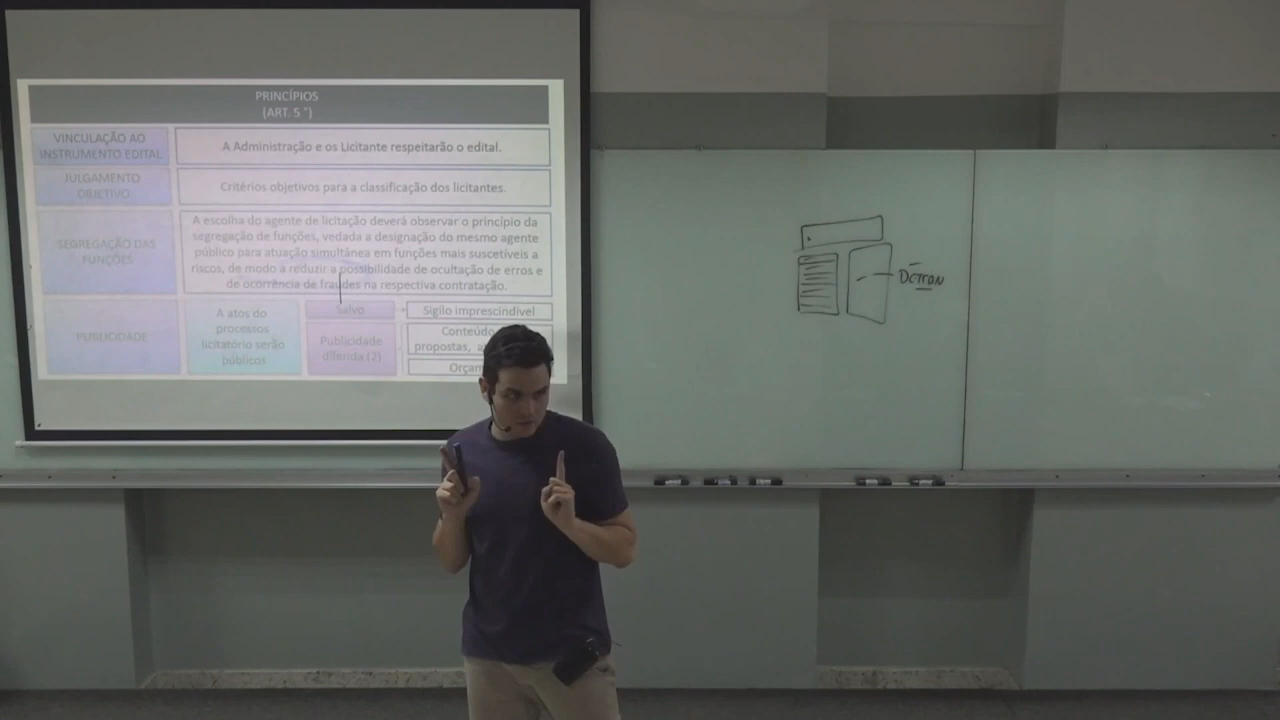 PRINCÍPIOS
(ART. 5 º)
VINCULAÇÃO AO
INSTRUMENTO EDITAL
A Administração e os Licitante respeitarão o edital.
JULGAMENTO
OBJETIVO
Critérios objetivos para a classificação dos licitantes.
SEGREGAÇÃO DAS
FUNÇÕES
A escolha do agente de licitação deverá observar o princípio da
segregação de funções, vedada a designação do mesmo agente
público para atuação simultânea em funções mais suscetíveis a
riscos, de modo a reduzir a possibilidade de ocultação de erros e
de ocorrência de fraudes na respectiva contratação.
PUBLICIDADE
A atos do
processos
licitatório serão
públicos
Salvo
Sigilo imprescindível
Publicidade
diferida (2)
Conteúdo
propostas,
DETRAN